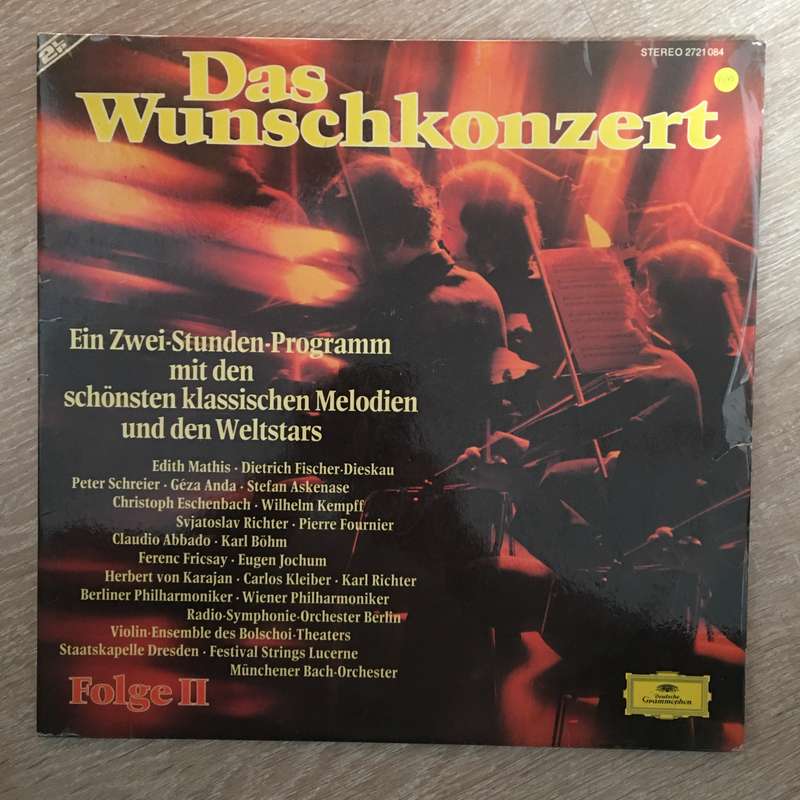 2LP
STEREO 2721 084
Das
Wunschkonzert
Ein Zwei-Stunden-Programm
mit den
schönsten klassischen Melodien
und den Weltstars
Edith Mathis · Dietrich Fischer-Dieskau
Peter Schreier · Géza Anda · Stefan Askenase
Christoph Eschenbach · Wilhelm Kempff
Svjatoslav Richter · Pierre Fournier
Claudio Abbado · Karl Böhm
Ferenc Fricsay · Eugen Jochum
Herbert von Karajan · Carlos Kleiber · Karl Richter
Berliner Philharmoniker · Wiener Philharmoniker
Radio-Symphonie-Orchester Berlin
Violin-Ensemble des Bolschoi-Theaters
Staatskapelle Dresden · Festival Strings Lucerne
Münchener Bach-Orchester
Folge II
Deutsche
Grammophon